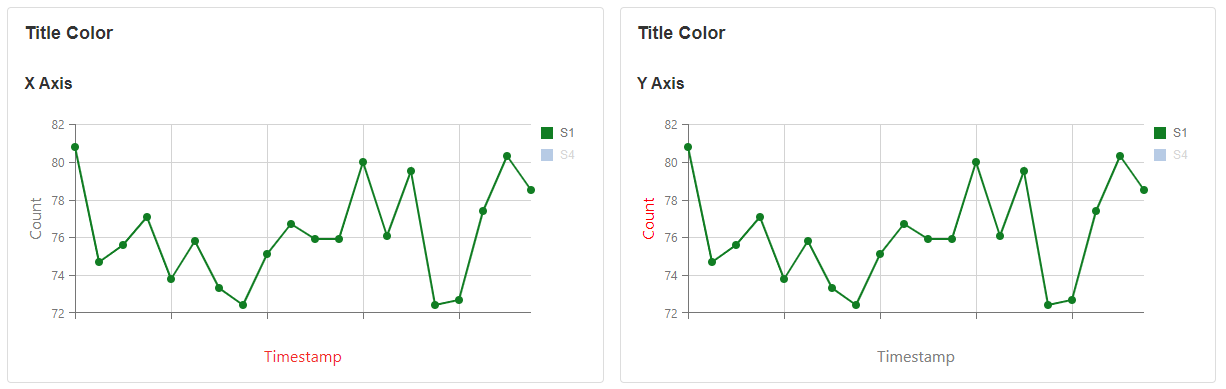 Title Color
X Axis
82
80
78
76
74
72
Count
Timestamp
S1
S4
Title Color
Y Axis
82
80
78
76
74
72
Count
Timestamp
S1
S4